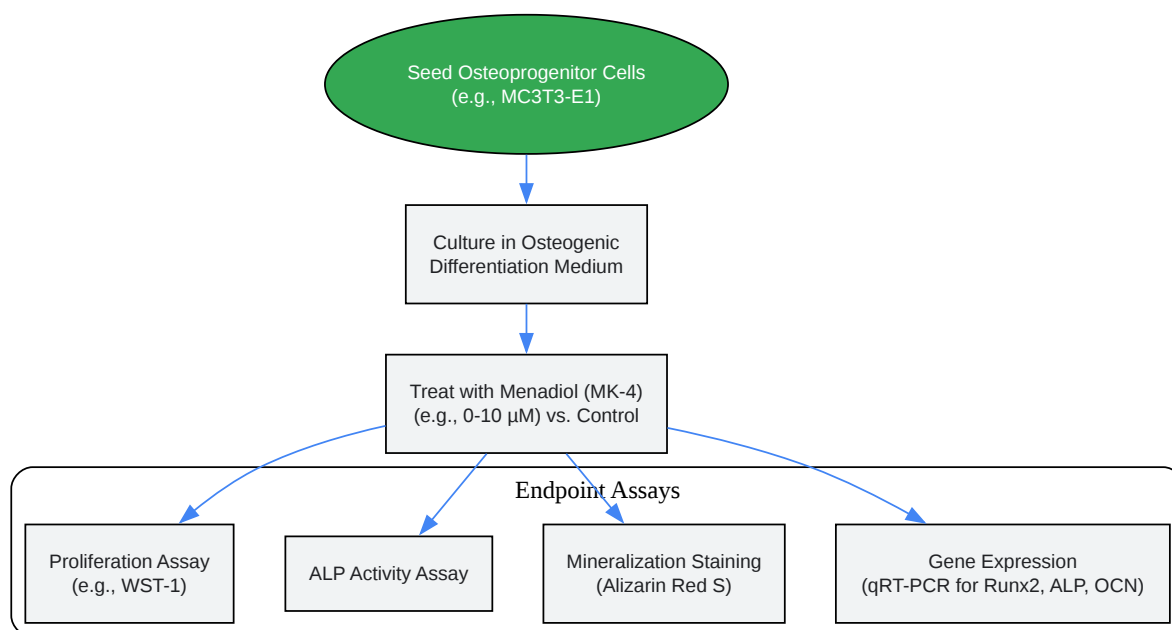 Seed Osteoprogenitor Cells
(e.g., MC3T3-E1)
Culture in Osteogenic
Differentiation Medium
Treat with Menadiol (MK-4)
(e.g., 0-10 µM) vs. Control
Endpoint Assays
Proliferation Assay
(e.g., WST-1)
ALP Activity Assay
Mineralization Staining
(Alizarin Red S)
Gene Expression
(qRT-PCR for Runx2, ALP, OCN)